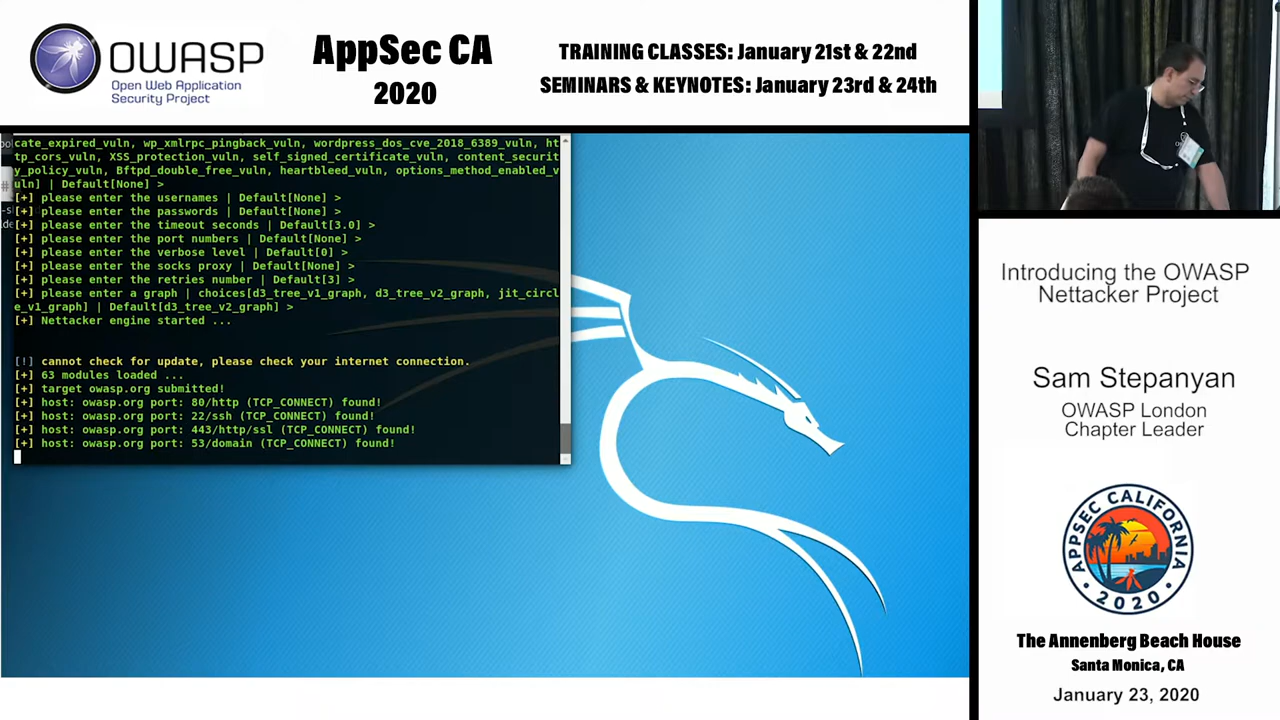 OWASP
Open Web Application
Security Project
AppSec CA
2020
TRAINING CLASSES: January 21st & 22nd
SEMINARS & KEYNOTES: January 23rd & 24th
cate_expired_vuln, wp_xmlrpc_pingback_vuln, wordpress_dos_cve_2018_6389_vuln, ht
tp_cors_vuln, XSS_protection_vuln, self_signed_certificate_vuln, content_securit
y_policy_vuln, Bftpd_double_free_vuln, heartbleed_vuln, options_method_enabled_v
uln] | Default[None] >
[+] please enter the usernames | Default[None] >
[+] please enter the passwords | Default[None] >
[+] please enter the timeout seconds | Default[3.0] >
[+] please enter the port numbers | Default[None] >
[+] please enter the verbose level | Default[0] >
[+] please enter the socks proxy | Default[None] >
[+] please enter the retries number | Default[3] >
[+] please enter a graph | choices[d3_tree_v1_graph, d3_tree_v2_graph, jit_circl
e_v1_graph] | Default[d3_tree_v2_graph] >
[+] Nettacker engine started ...
[!] cannot check for update, please check your internet connection.
[+] 63 modules loaded ...
[+] target owasp.org submitted!
[+] host: owasp.org port: 80/http (TCP_CONNECT) found!
[+] host: owasp.org port: 22/ssh (TCP_CONNECT) found!
[+] host: owasp.org port: 443/http/ssl (TCP_CONNECT) found!
[+] host: owasp.org port: 53/domain (TCP_CONNECT) found!
Introducing the OWASP
Nettacker Project
Sam Stepanyan
OWASP London
Chapter Leader
APPSEC CALIFORNIA
2020
The Annenberg Beach House
Santa Monica, CA
January 23, 2020